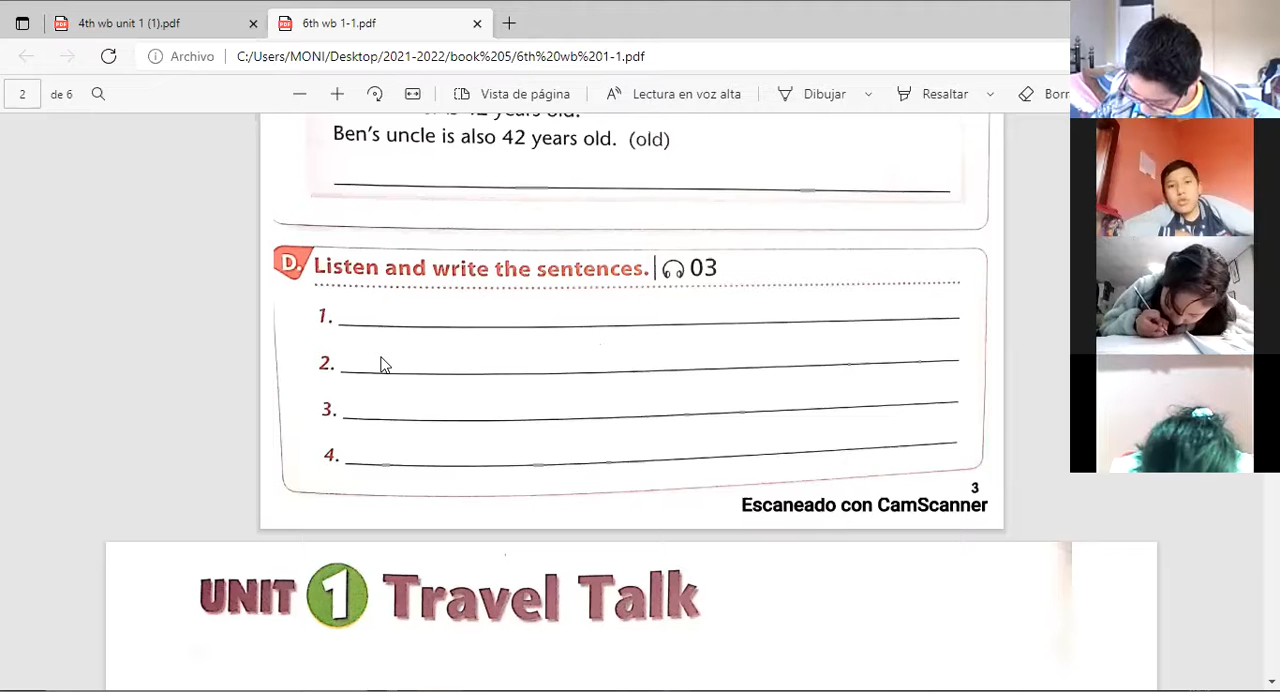 4th wb unit 1 (1).pdf
6th wb 1-1.pdf
Archivo
C:/Users/MONI/Desktop/2021-2022/book%205/6th%20wb%201-1.pdf
2 de 6
Vista de página
Lectura en voz alta
Dibujar
Resaltar
Borr
years old.
Ben's uncle is also 42 years old. (old)
D. Listen and write the sentences. 03
1.
2.
3.
4.
3
Escaneado con CamScanner
UNIT 1 Travel Talk